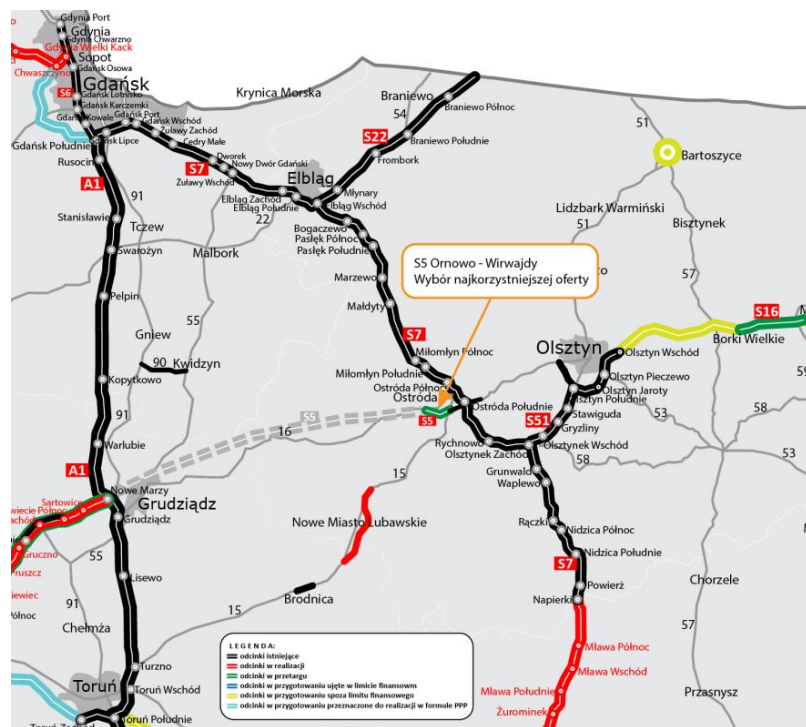 Gdynia Port
Gdynia
Gdynia Chwarzno
Gdynia Wielki Kack
Sopot
Chwaszczyno
Gdańsk Osowa
Gdańsk
S6
Gdańsk Lotnisko
Gdańsk Karczemki
Gdańsk Kowale
Gdańsk Port
Gdańsk Wschód
Żuławy Zachód
Cedry Małe
Gdańsk Południe
Gdańsk Lipce
Rusocin
Krynica Morska
Braniewo
54
Braniewo Północ
S22
Braniewo Południe
Frombork
51
Bartoszyce
Dworek
Nowy Dwór Gdański
S7
Żuławy Wschód
Elbląg
Młynary
A1
91
Elbląg Zachód
Elbląg Południe
Elbląg Wschód
Lidzbark Warmiński
51
Bisztynek
Stanisławie
Tczew
22
Bogaczewo
Pasłęk Północ
Pasłęk Południe
Swarożyn
Malbork
S5 Ornowo - Wirwajdy
Wybór najkorzystniejszej oferty
57
Marzewo
Pelpin
Małdyty
S16
Gniew
55
S7
Borki Wielkie
90
Kwidzyn
Miłomłyn Północ
Olsztyn
Olsztyn Wschód
59
Kopytkowo
Miłomłyn Południe
Olsztyn Pieczewo
Ostróda Północ
Olsztyn Jaroty
Ostróda
Olsztyn Południe
91
S5
S5
Ostróda Południe
Stawiguda
53
58
S51
Gryźliny
16
Warlubie
Rychnowo
Olsztynek Zachód
Olsztynek Wschód
58
53
A1
15
Grunwald
Waplewo
Nowe Marzy
Sartowice
Grudziądz
Grudziądz
Nowe Miasto Lubawskie
Rączki
Nidzica Północ
Gruczno
55
Nidzica Południe
S7
Lisewo
Powierż
Chorzele
91
Brodnica
Napierki
15
Chełmża
57
Mława Północ
Mława Wschód
Turzno
Toruń
Toruń Wschód
Mława Południe
Żurominek
Przasnysz
Toruń Południe
LEGENDA:
odcinki istniejące
odcinki w realizacji
odcinki w przetargu
odcinki w przygotowaniu ujęte w limicie finansowm
odcinki w przygotowaniu spoza limitu finansowego
odcinki w przygotowaniu przeznaczone do realizacji w formule PPP